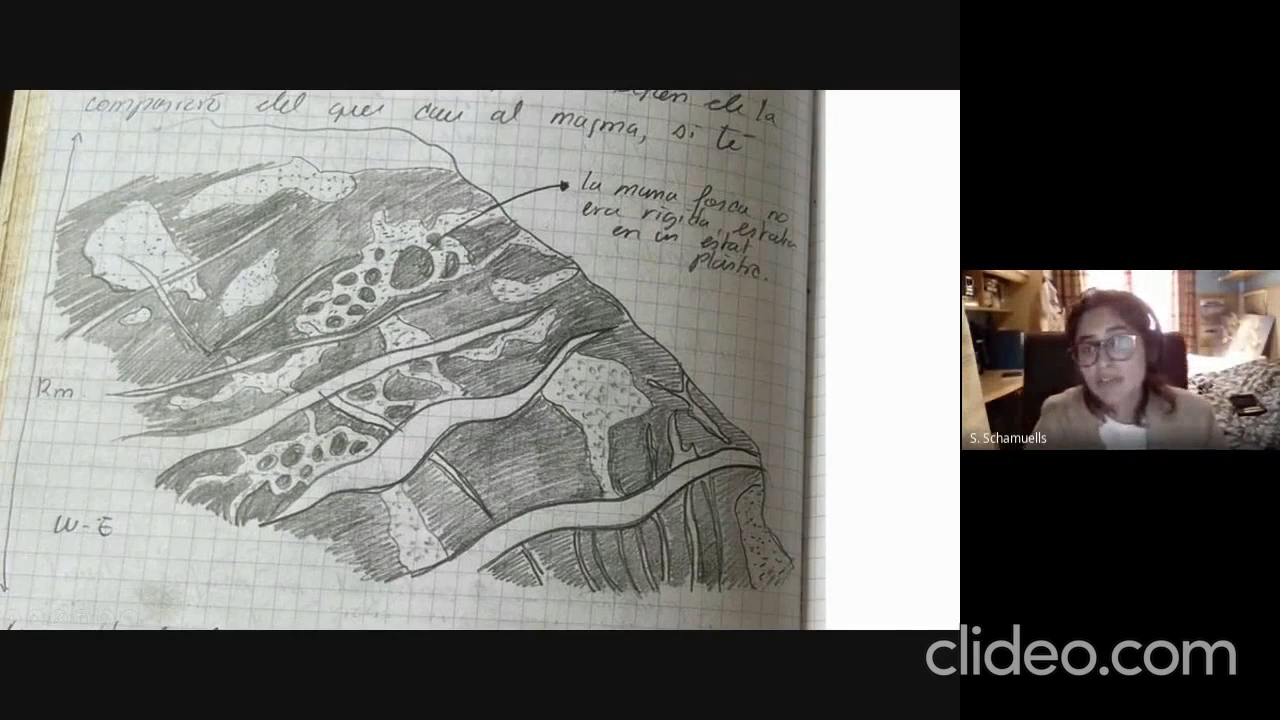 composició del que cau al magma, si té
la massa fosca no
era rígida, estaba
en un estat
plàstic.
Rm
W-E
S. Schamuells
clideo.com